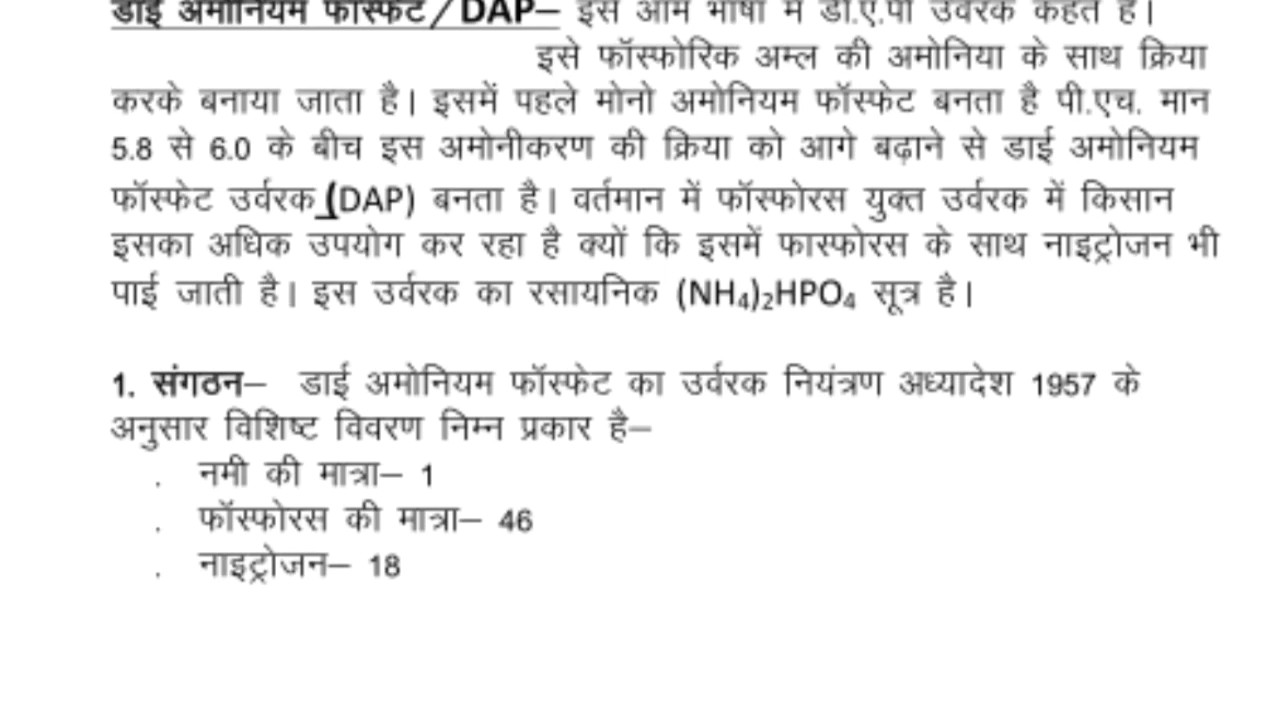 डाई अमोनियम फॉस्फेट/DAP– इसे आम भाषा में डी.ए.पी उर्वरक कहते है।
इसे फॉस्फोरिक अम्ल की अमोनिया के साथ क्रिया
करके बनाया जाता है। इसमें पहले मोनो अमोनियम फॉस्फेट बनता है पी.एच. मान
5.8 से 6.0 के बीच इस अमोनीकरण की क्रिया को आगे बढ़ाने से डाई अमोनियम
फॉस्फेट उर्वरक (DAP) बनता है। वर्तमान में फॉस्फोरस युक्त उर्वरक में किसान
इसका अधिक उपयोग कर रहा है क्यों कि इसमें फास्फोरस के साथ नाइट्रोजन भी
पाई जाती है। इस उर्वरक का रसायनिक (NH₄)₂HPO₄ सूत्र है।
1. संगठन– डाई अमोनियम फॉस्फेट का उर्वरक नियंत्रण अध्यादेश 1957 के
अनुसार विशिष्ट विवरण निम्न प्रकार है–
. नमी की मात्रा– 1
. फॉस्फोरस की मात्रा– 46
. नाइट्रोजन– 18